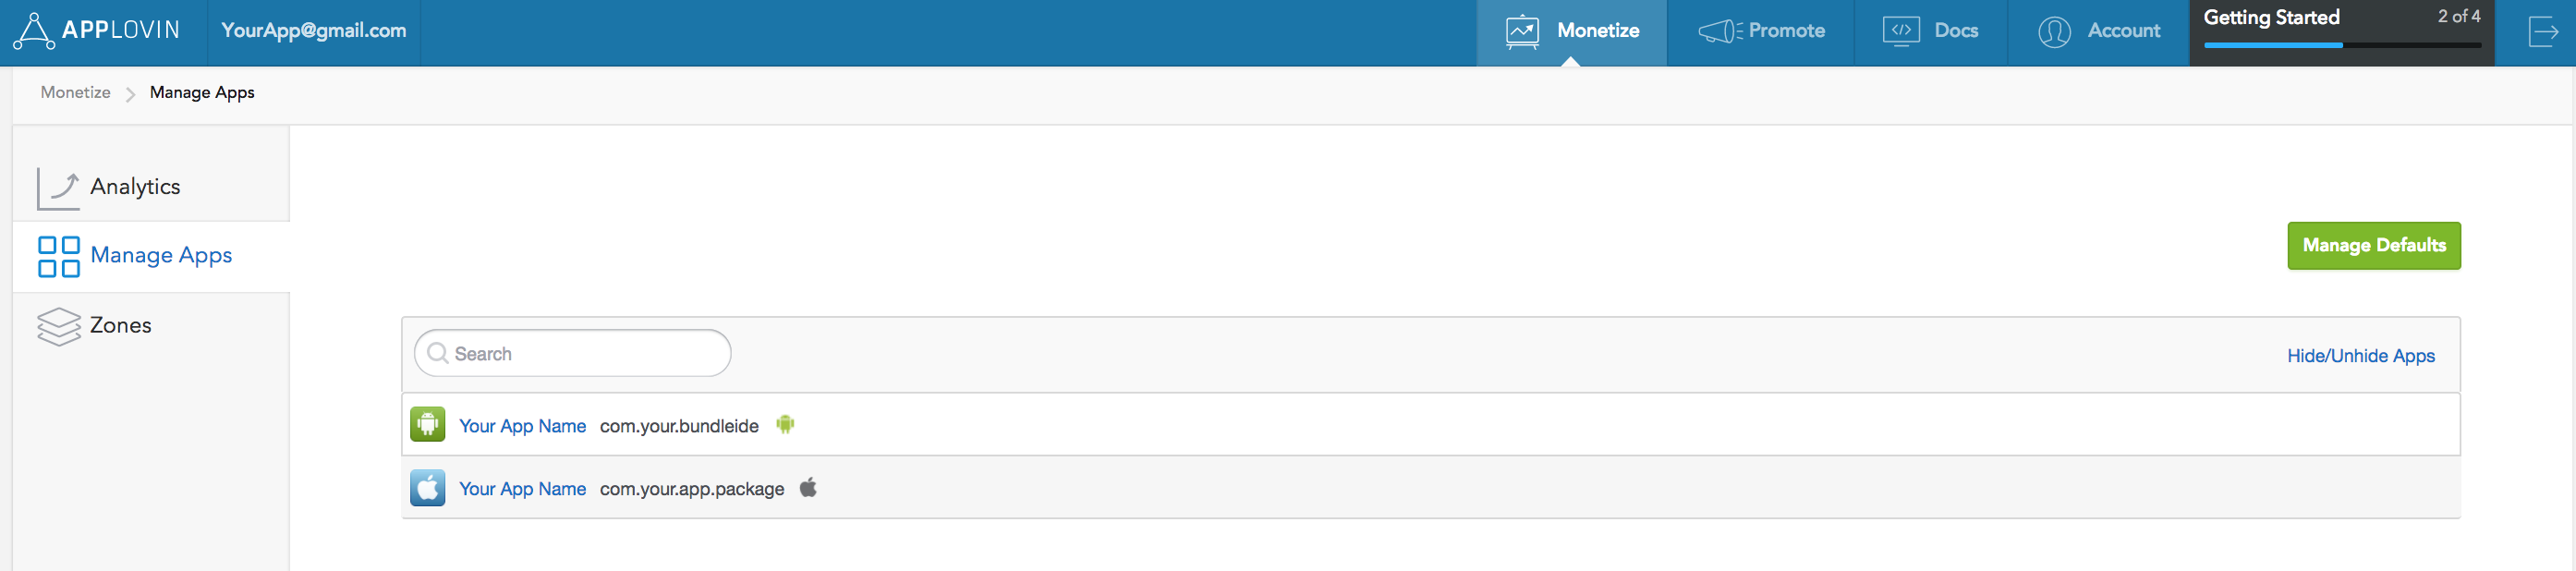 APPLOVIN YourApp@gmail.com Monetize Promote Docs Account Getting Started 2 of 4
Monetize Manage Apps
Analytics
Manage Apps
Zones
Manage Defaults
Search Hide/Unhide Apps
Your App Name com.your.bundleide
Your App Name com.your.app.package